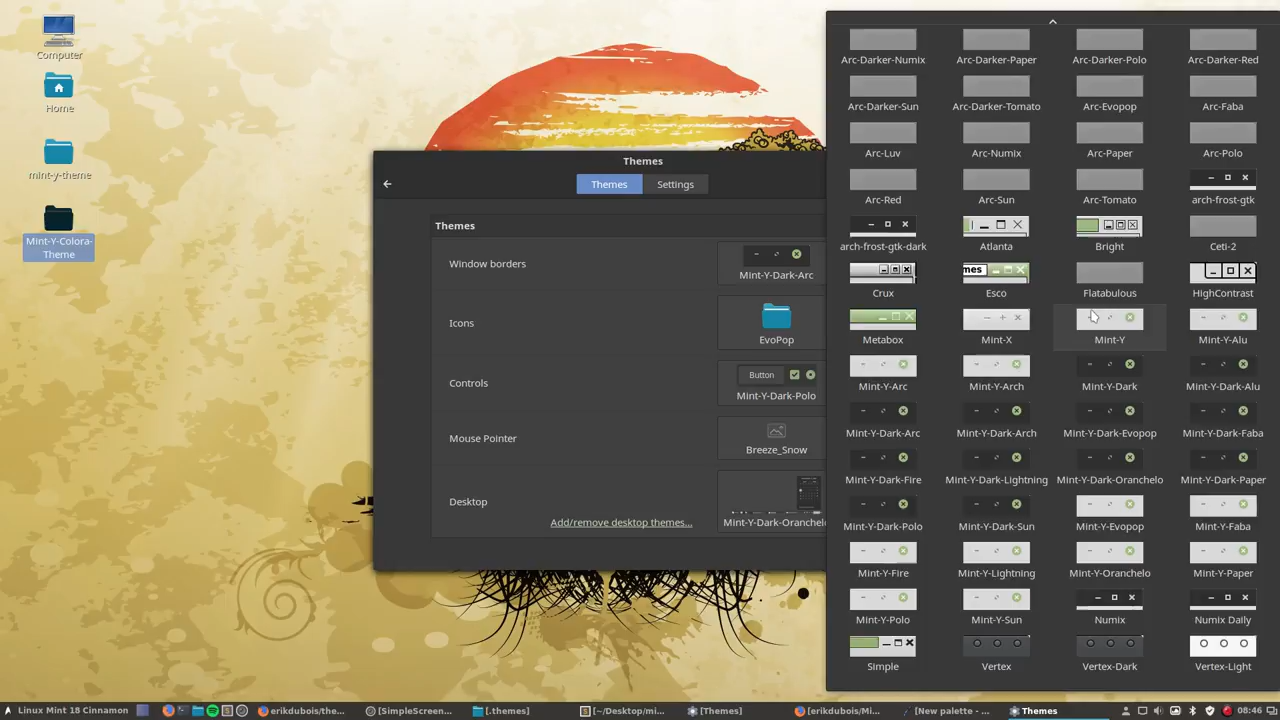 Computer
Home
mint-y-theme
Mint-Y-Colora-
Theme
Themes
Themes
Settings
Themes
Window borders
Mint-Y-Dark-Arc
Icons
EvoPop
Controls
Button
Mint-Y-Dark-Polo
Mouse Pointer
Breeze_Snow
Desktop
Add/remove desktop themes...
Mint-Y-Dark-Oranchelo
Arc-Darker-Numix
Arc-Darker-Paper
Arc-Darker-Polo
Arc-Darker-Red
Arc-Darker-Sun
Arc-Darker-Tomato
Arc-Evopop
Arc-Faba
Arc-Luv
Arc-Numix
Arc-Paper
Arc-Polo
Arc-Red
Arc-Sun
Arc-Tomato
arch-frost-gtk
arch-frost-gtk-dark
Atlanta
Bright
Ceti-2
mes
Crux
Esco
Flatabulous
HighContrast
Metabox
Mint-X
Mint-Y
Mint-Y-Alu
Mint-Y-Arc
Mint-Y-Arch
Mint-Y-Dark
Mint-Y-Dark-Alu
Mint-Y-Dark-Arc
Mint-Y-Dark-Arch
Mint-Y-Dark-Evopop
Mint-Y-Dark-Faba
Mint-Y-Dark-Fire
Mint-Y-Dark-Lightning
Mint-Y-Dark-Oranchelo
Mint-Y-Dark-Paper
Mint-Y-Dark-Polo
Mint-Y-Dark-Sun
Mint-Y-Evopop
Mint-Y-Faba
Mint-Y-Fire
Mint-Y-Lightning
Mint-Y-Oranchelo
Mint-Y-Paper
Mint-Y-Polo
Mint-Y-Sun
Numix
Numix Daily
Simple
Vertex
Vertex-Dark
Vertex-Light
Linux Mint 18 Cinnamon
erikdubois/the...
[SimpleScreen...
[.themes]
[~/Desktop/mi...
[Themes]
[erikdubois/Mi...
[New palette - ...
Themes
08:46